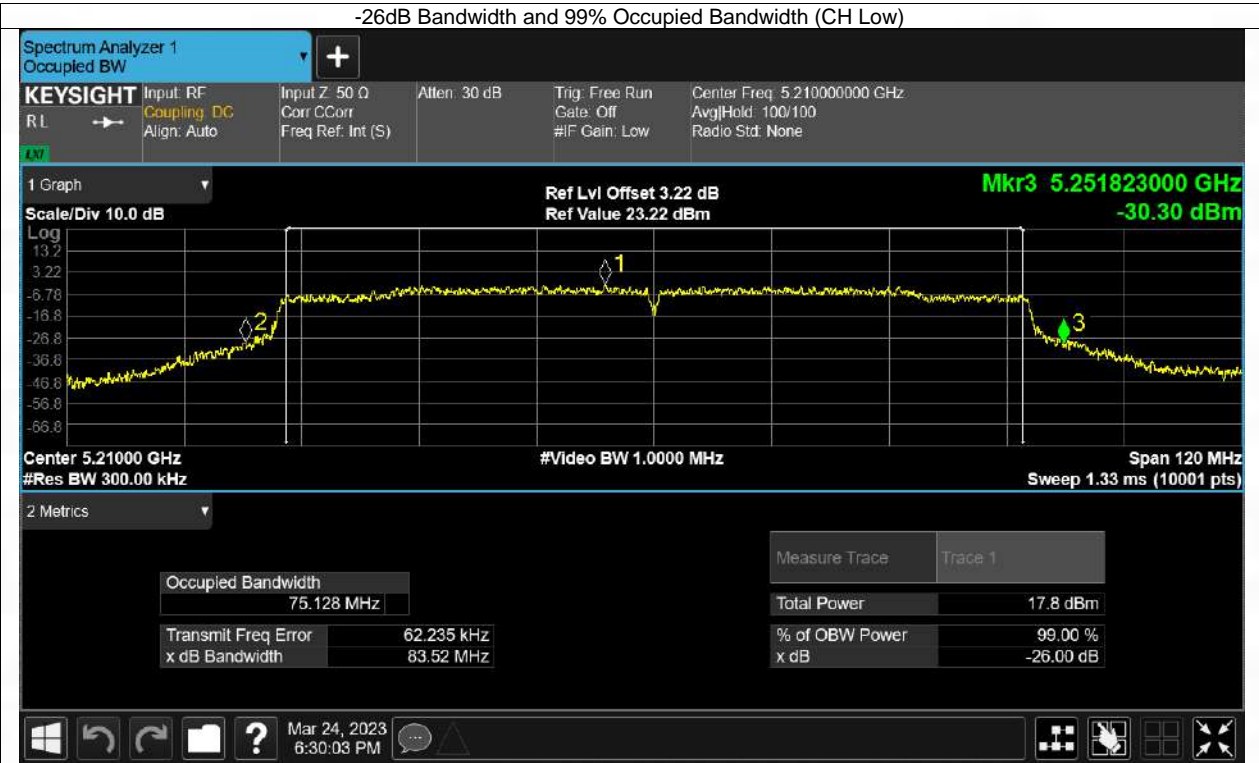 -26dB Bandwidth and 99% Occupied Bandwidth (CH Low)
Spectrum Analyzer 1
Occupied BW
+
KEYSIGHT
RL
LXI
Input: RF
Coupling: DC
Align: Auto
Input Z: 50 Ω
Corr CCorr
Freq Ref: Int (S)
Atten: 30 dB
Trig: Free Run
Gate: Off
#IF Gain: Low
Center Freq: 5.210000000 GHz
Avg|Hold: 100/100
Radio Std: None
1 Graph
Scale/Div 10.0 dB
Ref Lvl Offset 3.22 dB
Ref Value 23.22 dBm
Mkr3 5.251823000 GHz
-30.30 dBm
Log
13.2
3.22
-6.78
-16.8
-26.8
-36.8
-46.8
-56.8
-66.8
1
2
3
Center 5.21000 GHz
#Res BW 300.00 kHz
#Video BW 1.0000 MHz
Span 120 MHz
Sweep 1.33 ms (10001 pts)
2 Metrics
Measure Trace Trace 1
Occupied Bandwidth
75.128 MHz
Total Power 17.8 dBm
Transmit Freq Error 62.235 kHz
% of OBW Power 99.00 %
x dB Bandwidth 83.52 MHz
x dB -26.00 dB
?
Mar 24, 2023
6:30:03 PM